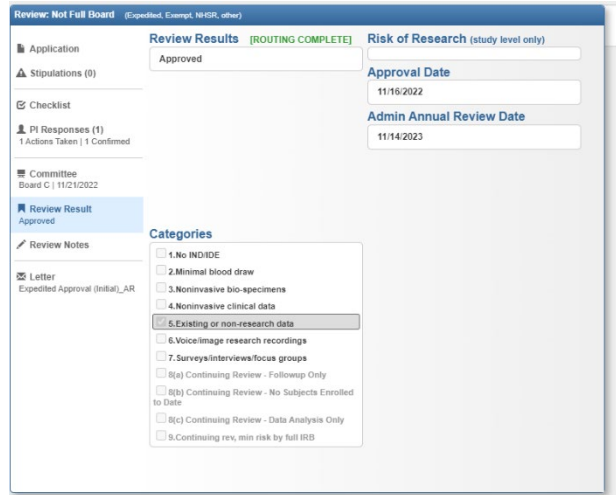 Review: Not Full Board (Expedited, Exempt, NHSR, other)
Application
Stipulations (0)
Checklist
PI Responses (1)
1 Actions Taken | 1 Confirmed
Committee
Board C | 11/21/2022
Review Result
Approved
Review Notes
Letter
Expedited Approval (Initial)_AR
Review Results [ROUTING COMPLETE]
Approved
Risk of Research (study level only)
Approval Date
11/16/2022
Admin Annual Review Date
11/14/2023
Categories
1.No IND/IDE
2.Minimal blood draw
3.Noninvasive bio-specimens
4.Noninvasive clinical data
5.Existing or non-research data
6.Voice/image research recordings
7.Surveys/interviews/focus groups
8(a) Continuing Review - Followup Only
8(b) Continuing Review - No Subjects Enrolled
to Date
8(c) Continuing Review - Data Analysis Only
9.Continuing rev, min risk by full IRB